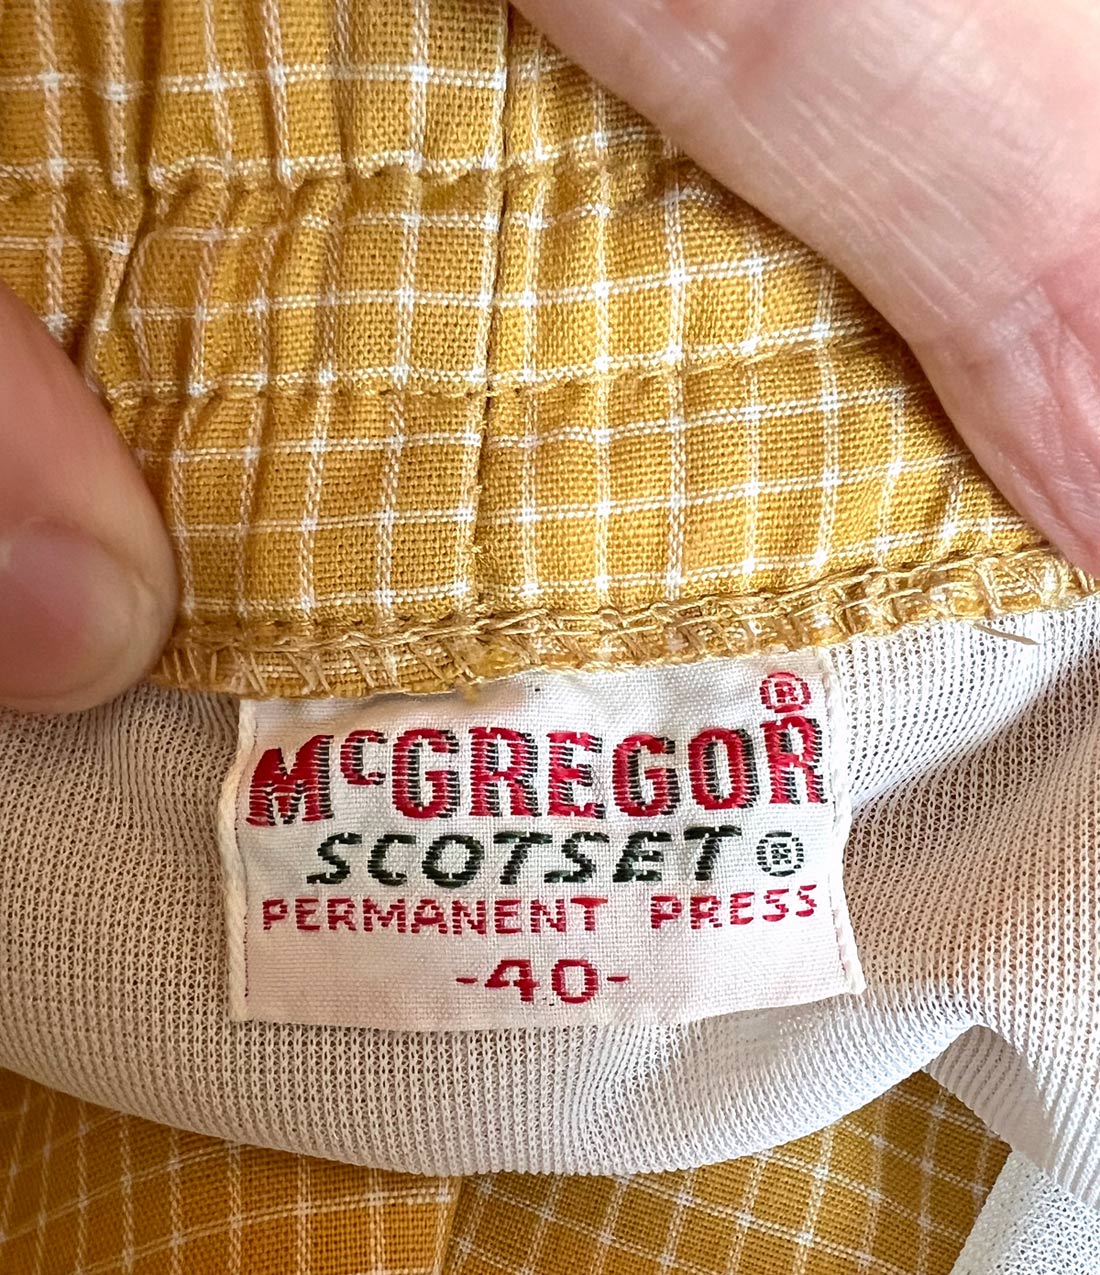 McGREGOR®
SCOTSET®
PERMANENT PRESS
-40-